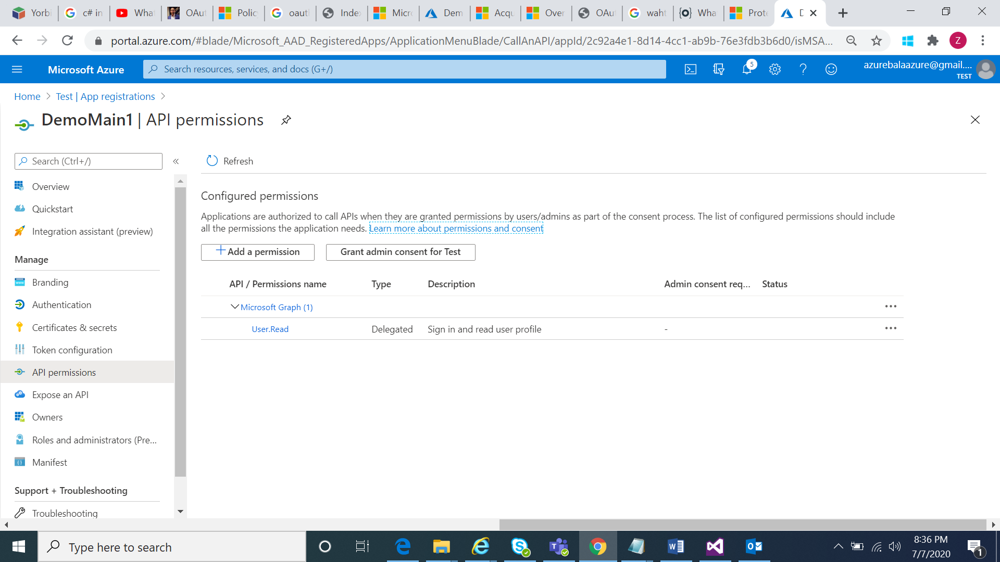 Yorbi
c# in
What
OAut
Policy
oauth
Index
Micro
Dem
Acqu
Over
OAut
waht
What
Prote
D
portal.azure.com/#blade/Microsoft_AAD_RegisteredApps/ApplicationMenuBlade/CallAnAPI/appId/2c92a4e1-8d14-4cc1-ab9b-76e3fdb3b6d0/isMSA...
Z
Microsoft Azure
Search resources, services, and docs (G+/)
5
azurebalaazure@gmail....
TEST
Home > Test | App registrations >
DemoMain1 | API permissions
Search (Ctrl+/)
«
Refresh
Overview
Quickstart
Integration assistant (preview)
Manage
Branding
Authentication
Certificates & secrets
Token configuration
API permissions
Expose an API
Owners
Roles and administrators (Pre...
Manifest
Support + Troubleshooting
Troubleshooting
Configured permissions
Applications are authorized to call APIs when they are granted permissions by users/admins as part of the consent process. The list of configured permissions should include
all the permissions the application needs. Learn more about permissions and consent
Add a permission
Grant admin consent for Test
API / Permissions name Type Description Admin consent req... Status
Microsoft Graph (1)
User.Read Delegated Sign in and read user profile -
Type here to search
8:36 PM
7/7/2020
1